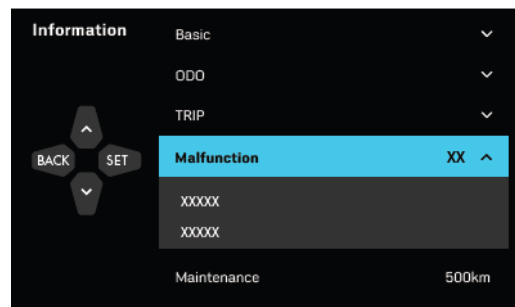 Information
Basic
ODO
TRIP
BACK SET
Malfunction XX
XXXXX
XXXXX
Maintenance 500km